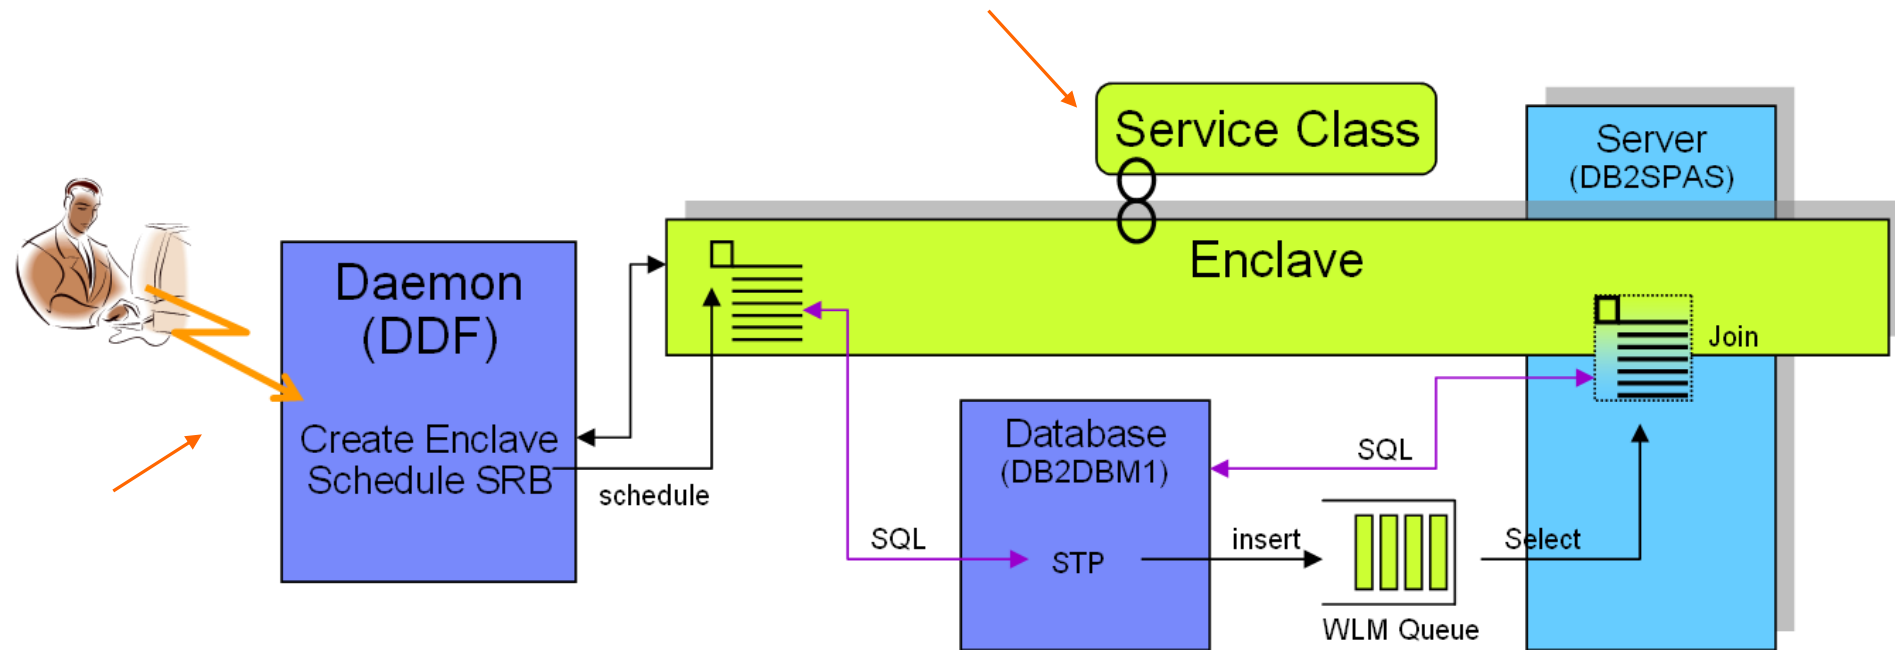 Service Class
Server
(DB2SPAS)
Enclave
Daemon
(DDF)
Join
Create Enclave
Schedule SRB
schedule
Database
(DB2DBM1)
SQL
SQL
STP
insert
Select
WLM Queue